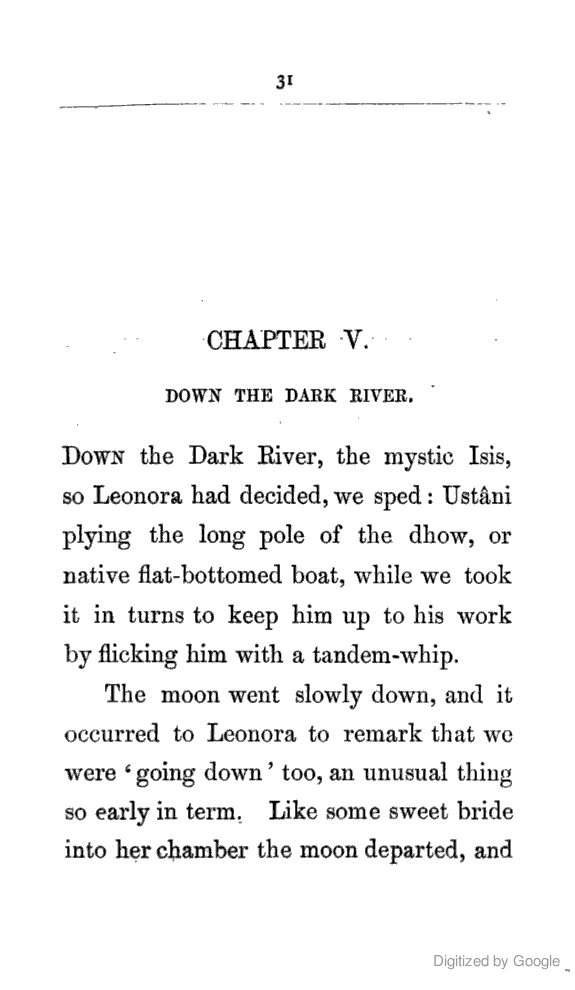 31
CHAPTER V.
DOWN THE DARK RIVER.
DOWN the Dark River, the mystic Isis,
so Leonora had decided, we sped : Ustâni
plying the long pole of the dhow, or
native flat-bottomed boat, while we took
it in turns to keep him up to his work
by flicking him with a tandem-whip.
The moon went slowly down, and it
occurred to Leonora to remark that we
were ‘ going down ’ too, an unusual thing
so early in term. Like some sweet bride
into her chamber the moon departed, and
Digitized by Google